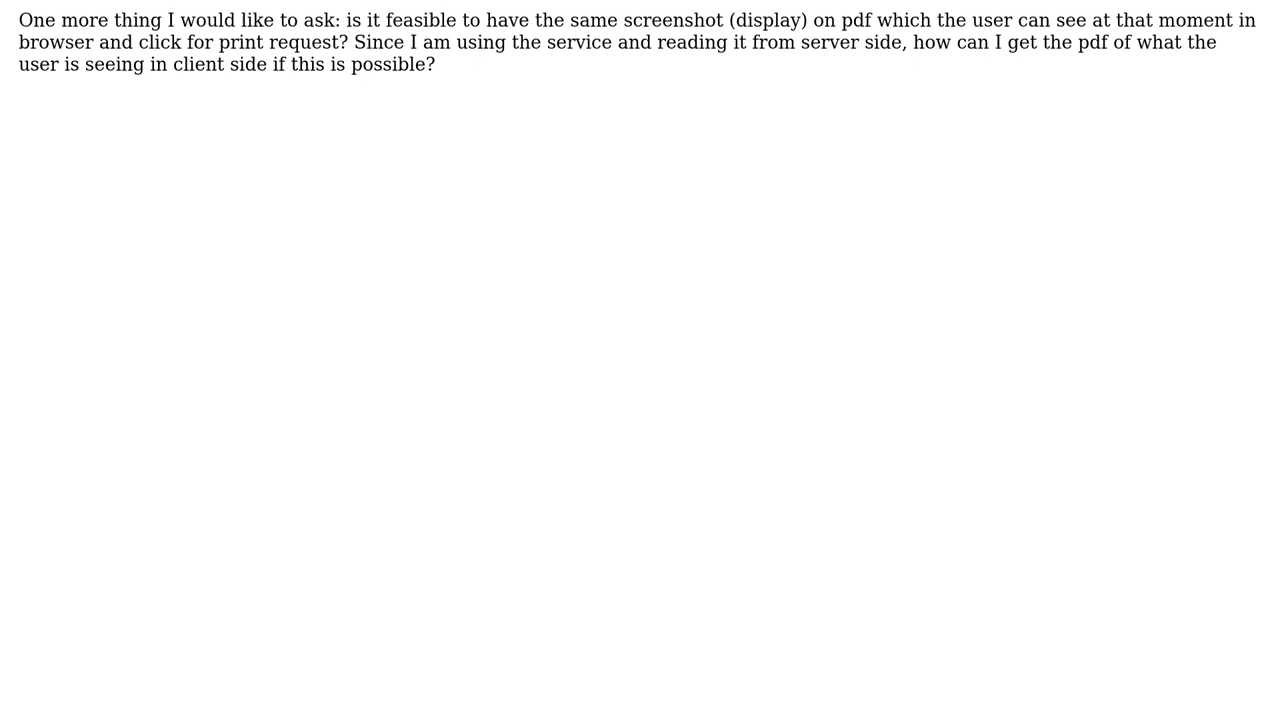 One more thing I would like to ask: is it feasible to have the same screenshot (display) on pdf which the user can see at that moment in
browser and click for print request? Since I am using the service and reading it from server side, how can I get the pdf of what the
user is seeing in client side if this is possible?